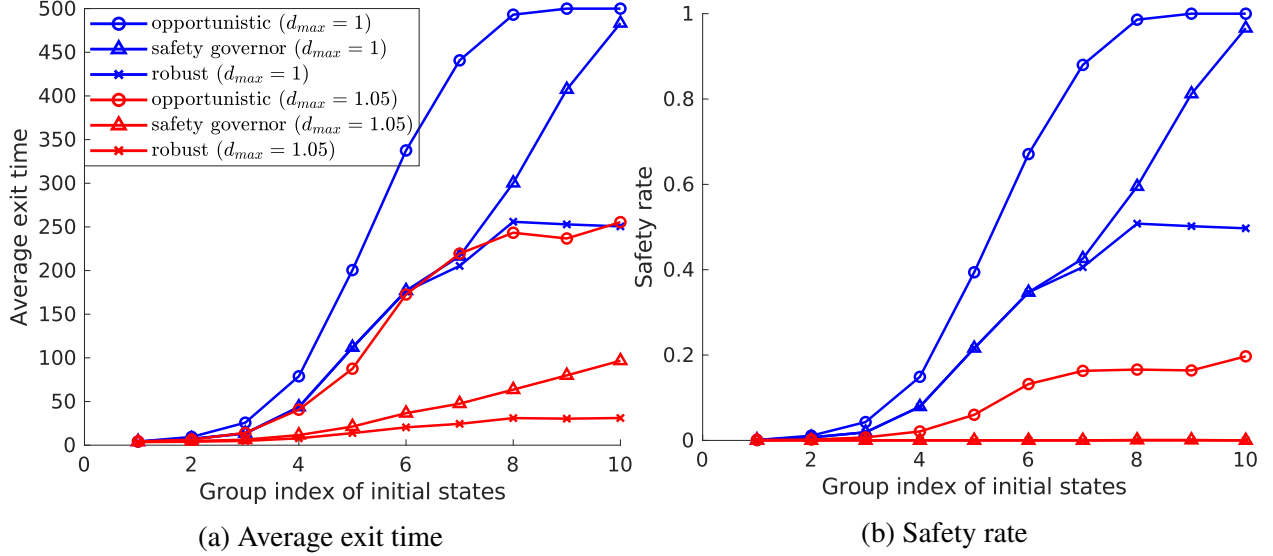 500
450
400
350
300
250
200
150
100
50
0
0
2
4
6
8
10
Average exit time
Group index of initial states
opportunistic (d_max = 1)
safety governor (d_max = 1)
robust (d_max = 1)
opportunistic (d_max = 1.05)
safety governor (d_max = 1.05)
robust (d_max = 1.05)
(a) Average exit time
1
0.8
0.6
0.4
0.2
0
0
2
4
6
8
10
Safety rate
Group index of initial states
(b) Safety rate